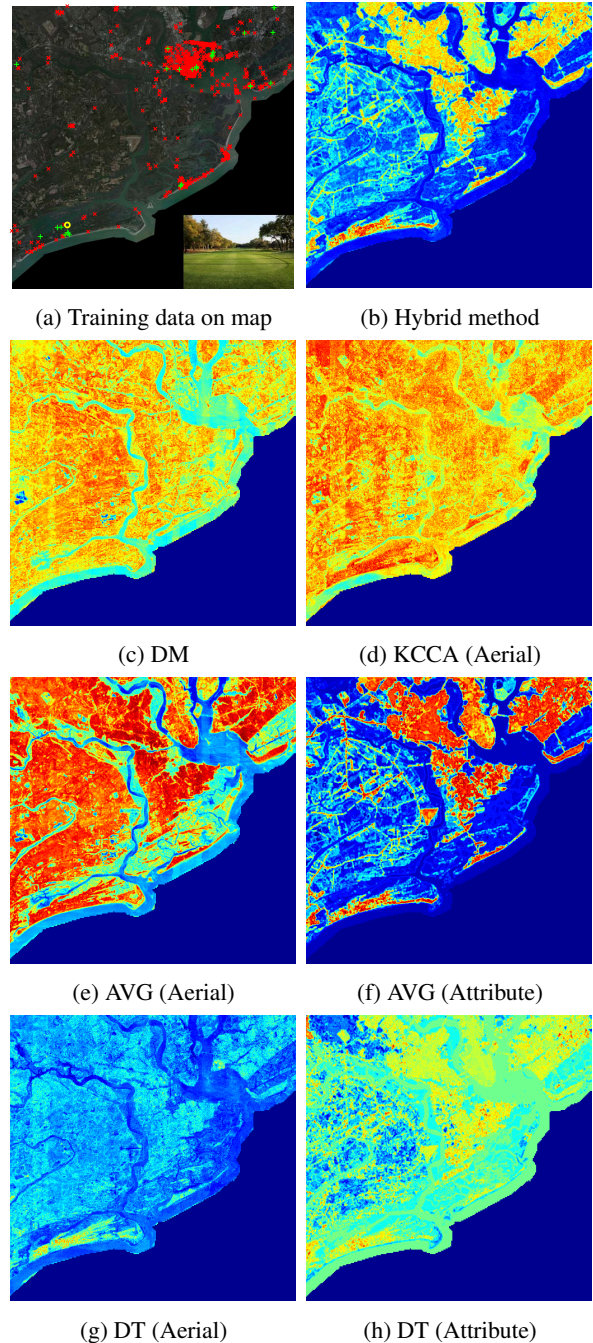 (a) Training data on map
(b) Hybrid method
(c) DM
(d) KCCA (Aerial)
(e) AVG (Aerial)
(f) AVG (Attribute)
(g) DT (Aerial)
(h) DT (Attribute)